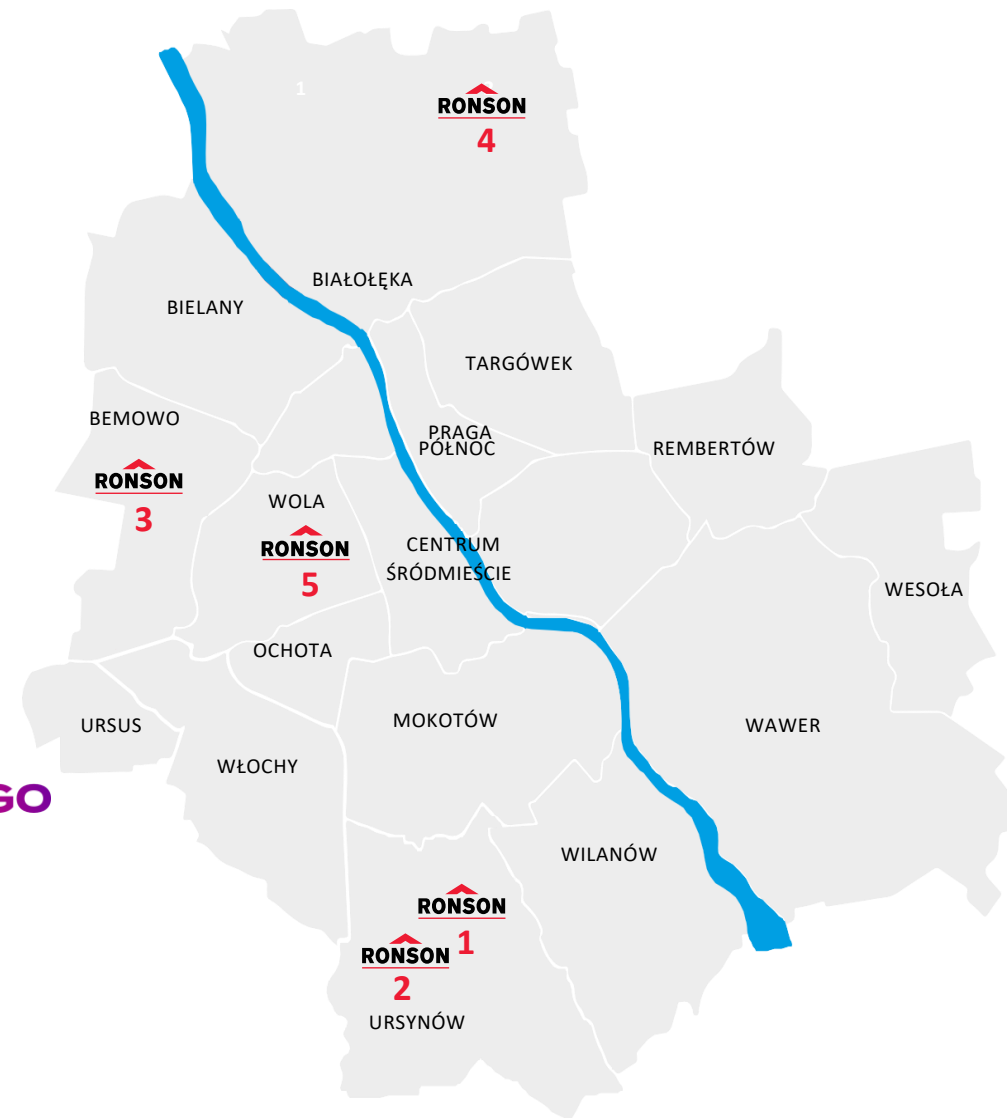 1
RONSON
4
BIAŁOŁĘKA
BIELANY
TARGÓWEK
BEMOWO
PRAGA
PÓŁNOC
REMBERTÓW
RONSON
3
WOLA
RONSON
5
CENTRUM
ŚRÓDMIEŚCIE
WESOŁA
OCHOTA
URSUS
MOKOTÓW
WAWER
WŁOCHY
GO
WILANÓW
RONSON
1
RONSON
2
URSYNÓW